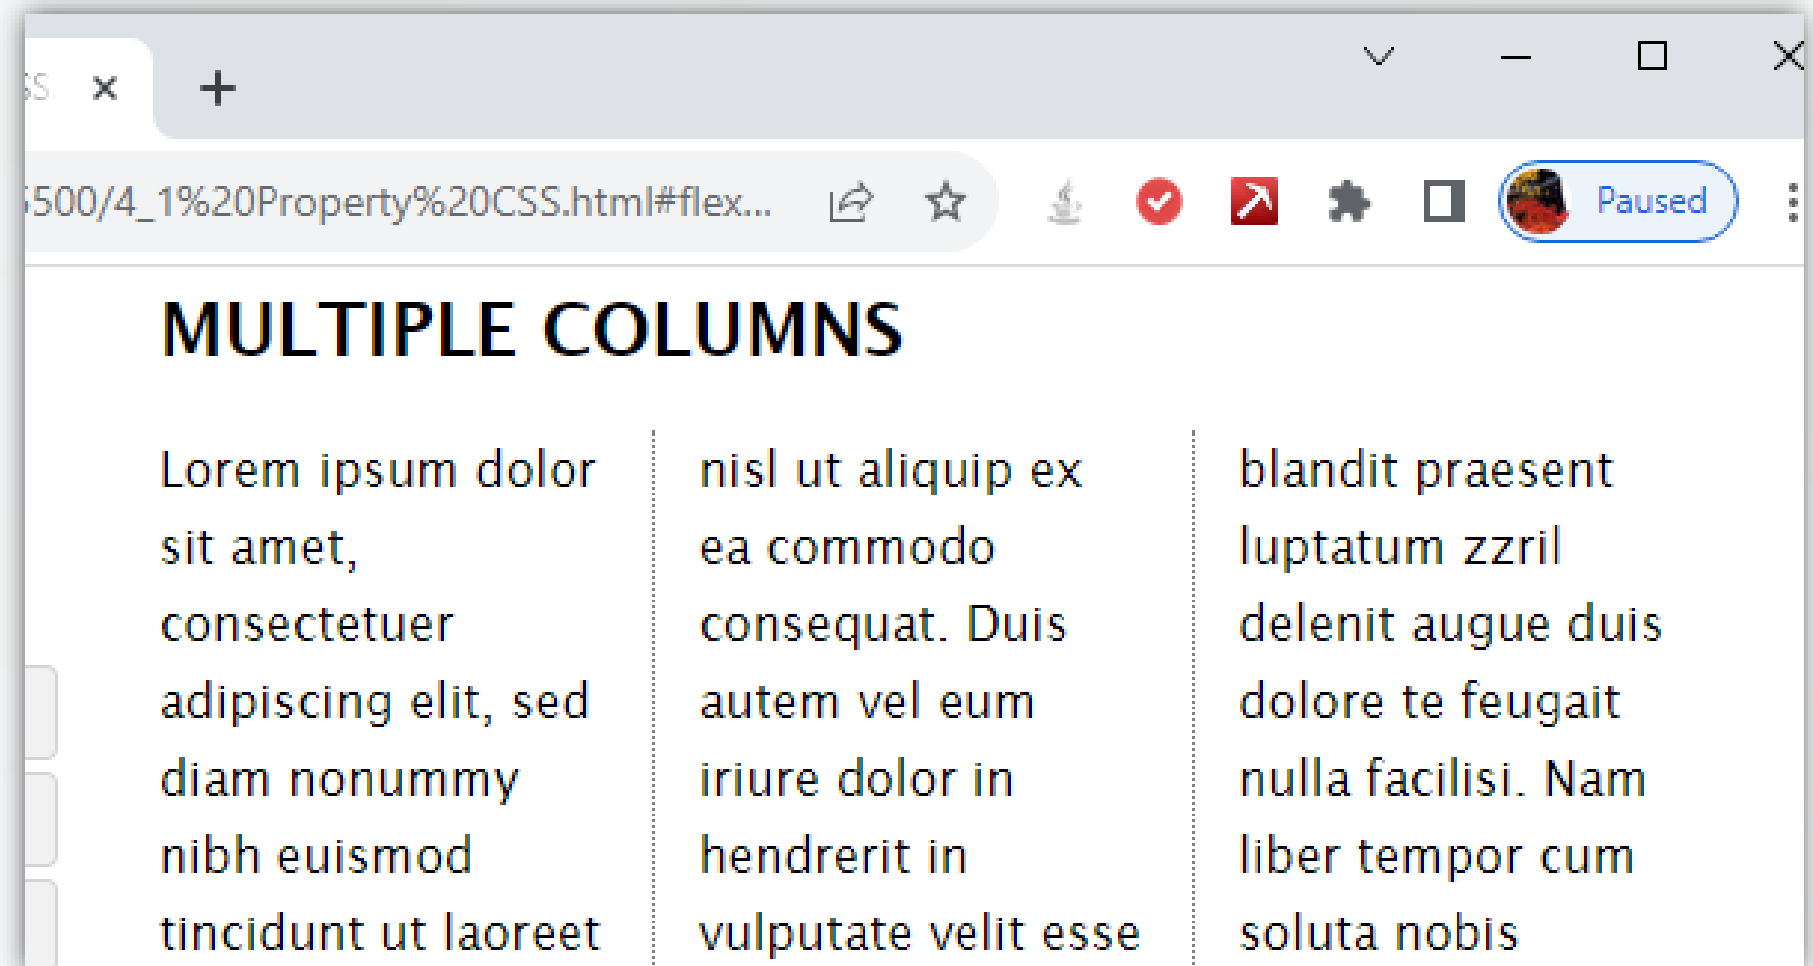 SS
5500/4_1%20Property%20CSS.html#flex...
Paused
MULTIPLE COLUMNS
Lorem ipsum dolor
sit amet,
consectetuer
adipiscing elit, sed
diam nonummy
nibh euismod
tincidunt ut laoreet
nisl ut aliquip ex
ea commodo
consequat. Duis
autem vel eum
iriure dolor in
hendrerit in
vulputate velit esse
blandit praesent
luptatum zzril
delenit augue duis
dolore te feugait
nulla facilisi. Nam
liber tempor cum
soluta nobis